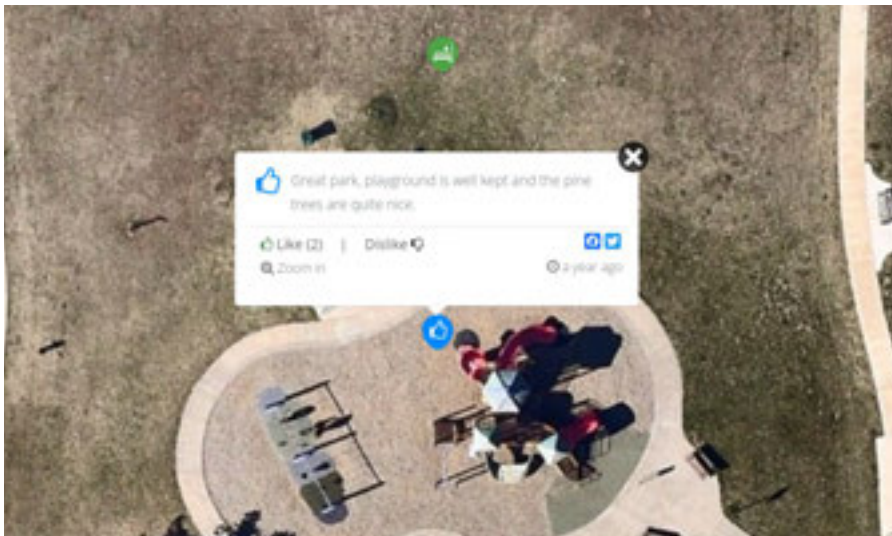 Great park, playground is well kept and the pine
trees are quite nice.
Like (2) | Dislike
Zoom in
a year ago